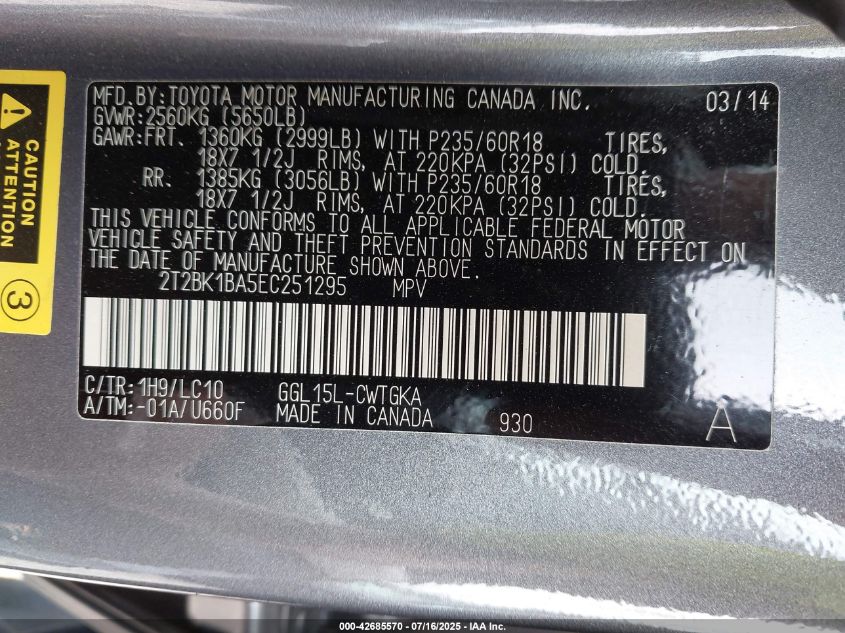 CAUTION
ATTENTION
3
MFD.BY:TOYOTA MOTOR MANUFACTURING CANADA INC. 03/14
GVWR:2560KG (5650LB)
GAWR:FRT. 1360KG (2999LB) WITH P235/60R18 TIRES,
18X7 1/2J RIMS, AT 220KPA (32PSI) COLD.
RR. 1385KG (3056LB) WITH P235/60R18 TIRES,
18X7 1/2J RIMS, AT 220KPA (32PSI) COLD.
THIS VEHICLE CONFORMS TO ALL APPLICABLE FEDERAL MOTOR
VEHICLE SAFETY AND THEFT PREVENTION STANDARDS IN EFFECT ON
THE DATE OF MANUFACTURE SHOWN ABOVE.
2T2BK1BA5EC251295 MPV
C/TR:1H9/LC10 GGL15L-CWTGKA
A/TM:-01A/U660F MADE IN CANADA 930 A
000-42685570 | 07/16/2025 - IAA Inc.